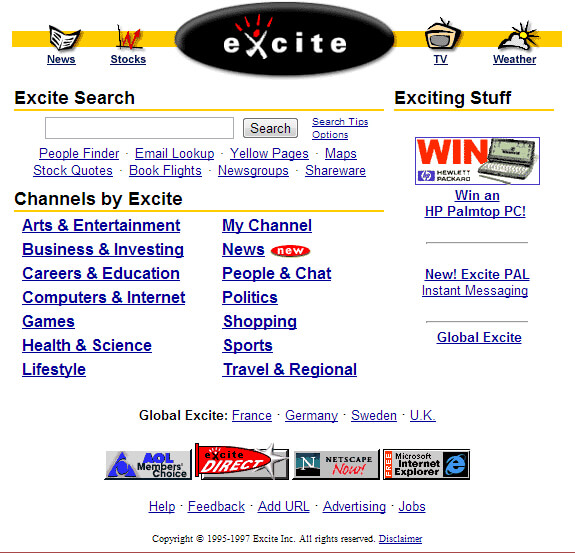 excite
News Stocks TV Weather
Excite Search
Search Search Tips
Options
People Finder · Email Lookup · Yellow Pages · Maps
Stock Quotes · Book Flights · Newsgroups · Shareware
Channels by Excite
Arts & Entertainment
Business & Investing
Careers & Education
Computers & Internet
Games
Health & Science
Lifestyle
My Channel
News new
People & Chat
Politics
Shopping
Sports
Travel & Regional
Exciting Stuff
WIN
hp HEWLETT
PACKARD
Win an
HP Palmtop PC!
New! Excite PAL
Instant Messaging
Global Excite
Global Excite: France · Germany · Sweden · U.K.
AOL
Members'
Choice
excite
DIRECT
N NETSCAPE
Now!
FREE Microsoft
Internet
Explorer
Help · Feedback · Add URL · Advertising · Jobs
Copyright © 1995-1997 Excite Inc. All rights reserved. Disclaimer